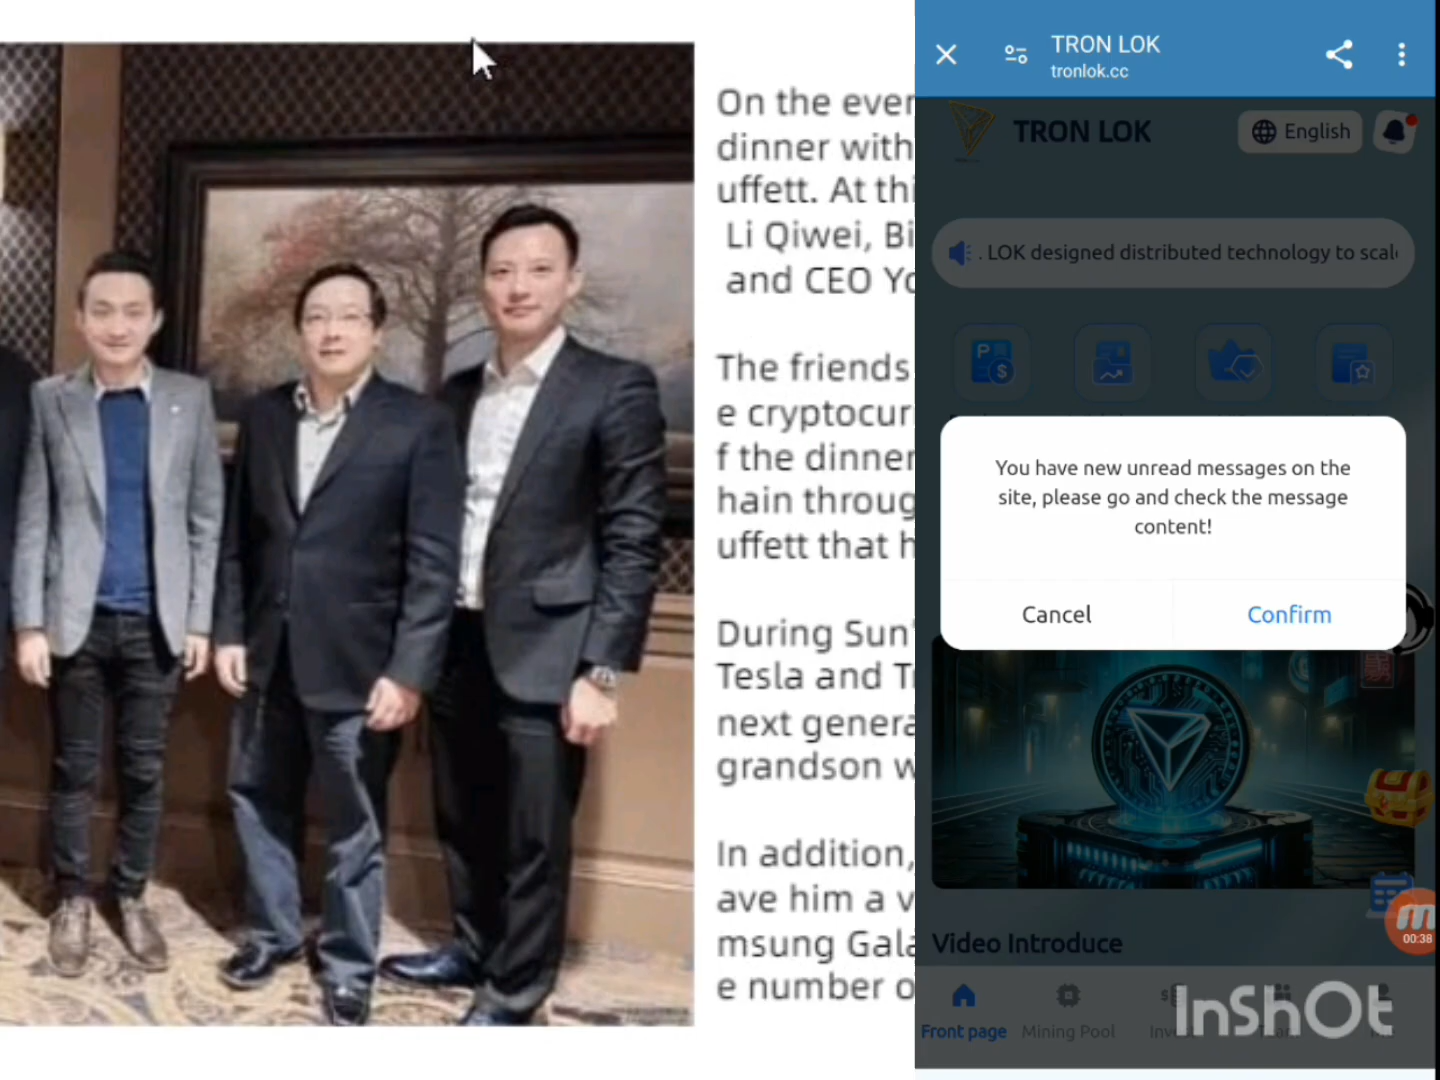 On the ever
dinner with
uffett. At thi
Li Qiwei, Bi
and CEO Yo
The friends
e cryptocur
f the dinner
hain throug
uffett that h
During Sun'
Tesla and Tr
next genera
grandson w
In addition,
ave him a v
msung Gala
e number o
TRON LOK
tronlok.cc
TRON LOK
English
. LOK designed distributed technology to scal
P
$
You have new unread messages on the
site, please go and check the message
content!
Cancel
Confirm
00:38
Video Introduce
Front page
Mining Pool
InShOt